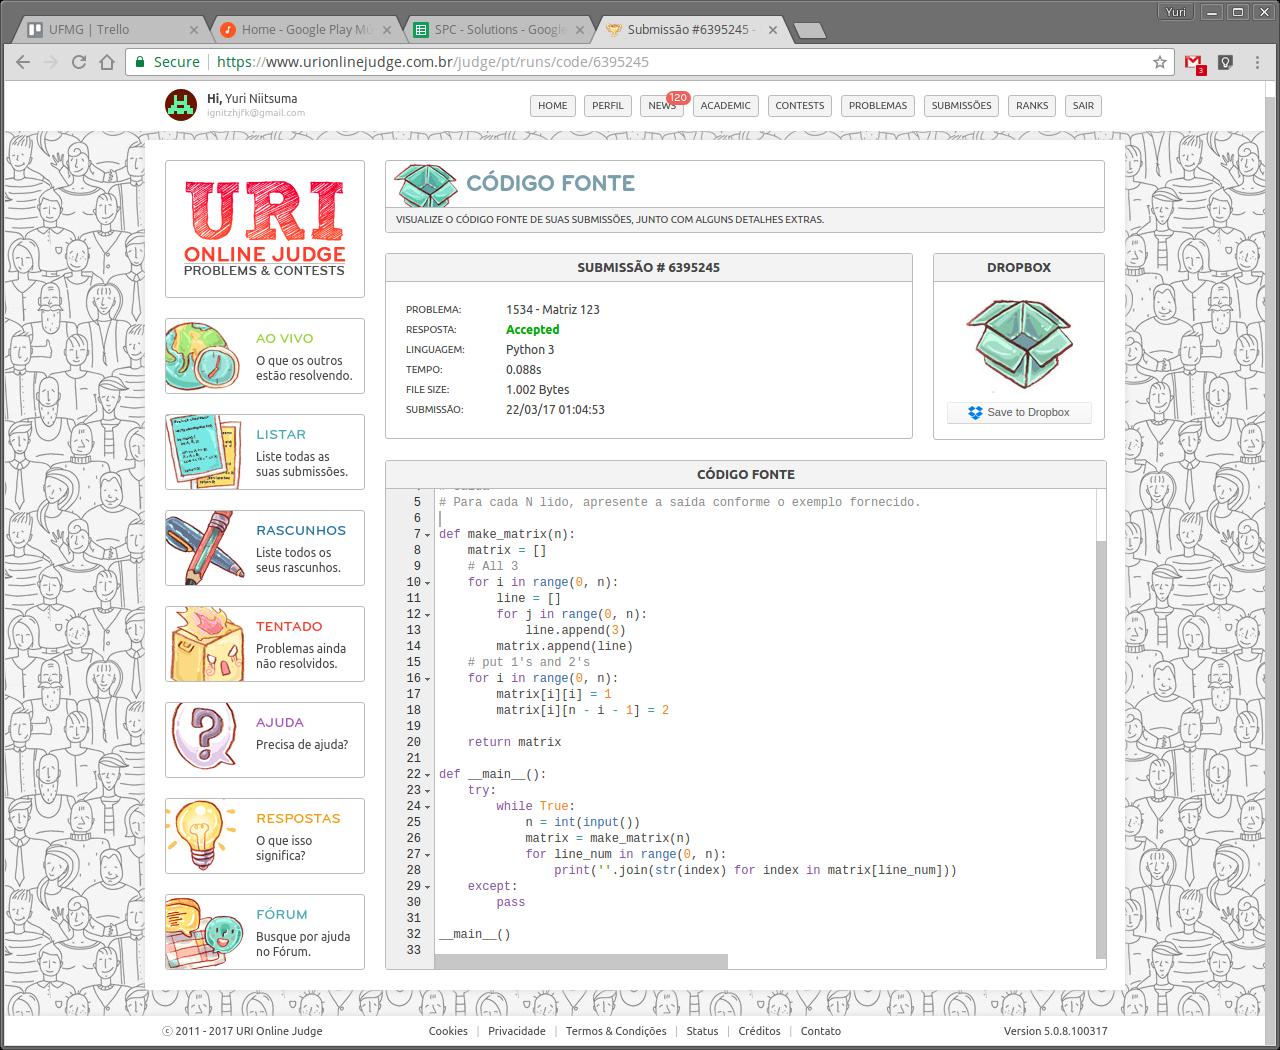 Yuri
UFMG | Trello
Home - Google Play Mú
SPC - Solutions - Google
Submissão #6395245 -
Secure
https://www.urionlinejudge.com.br/judge/pt/runs/code/6395245
3
Hi, Yuri Niitsuma
ignitzhjfk@gmail.com
HOME
PERFIL
NEWS
120
ACADEMIC
CONTESTS
PROBLEMAS
SUBMISSÕES
RANKS
SAIR
URI
ONLINE JUDGE
PROBLEMS & CONTESTS
CÓDIGO FONTE
VISUALIZE O CÓDIGO FONTE DE SUAS SUBMISSÕES, JUNTO COM ALGUNS DETALHES EXTRAS.
AO VIVO
O que os outros
estão resolvendo.
LISTAR
Liste todas as
suas submissões.
RASCUNHOS
Liste todos os
seus rascunhos.
TENTADO
Problemas ainda
não resolvidos.
AJUDA
Precisa de ajuda?
RESPOSTAS
O que isso
significa?
FÓRUM
Busque por ajuda
no Fórum.
SUBMISSÃO # 6395245
PROBLEMA: 1534 - Matriz 123
RESPOSTA: Accepted
LINGUAGEM: Python 3
TEMPO: 0.088s
FILE SIZE: 1.002 Bytes
SUBMISSÃO: 22/03/17 01:04:53
DROPBOX
Save to Dropbox
CÓDIGO FONTE
5 # Para cada N lido, apresente a saída conforme o exemplo fornecido.
6
7 def make_matrix(n):
8     matrix = []
9     # All 3
10     for i in range(0, n):
11         line = []
12         for j in range(0, n):
13             line.append(3)
14         matrix.append(line)
15     # put 1's and 2's
16     for i in range(0, n):
17         matrix[i][i] = 1
18         matrix[i][n - i - 1] = 2
19
20     return matrix
21
22 def __main__():
23     try:
24         while True:
25             n = int(input())
26             matrix = make_matrix(n)
27             for line_num in range(0, n):
28                 print(''.join(str(index) for index in matrix[line_num]))
29     except:
30         pass
31
32 __main__()
33
© 2011 - 2017 URI Online Judge
Cookies | Privacidade | Termos & Condições | Status | Créditos | Contato
Version 5.0.8.100317